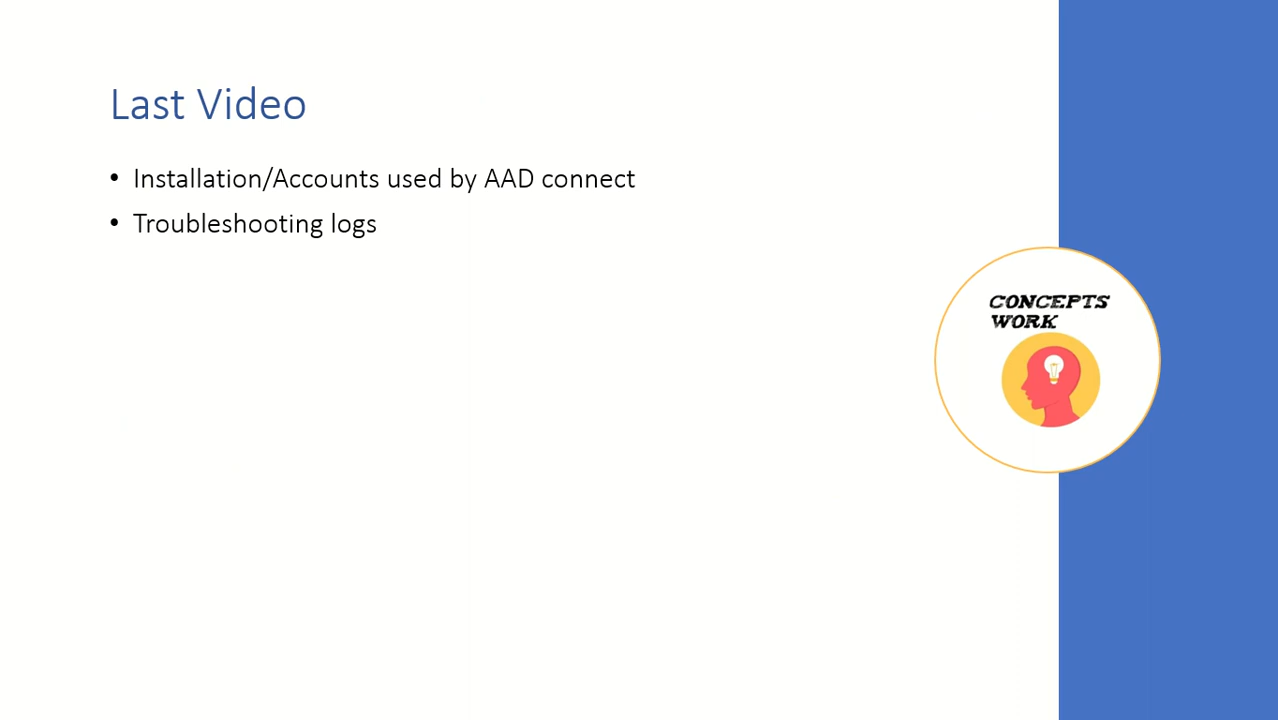 Last Video
• Installation/Accounts used by AAD connect
• Troubleshooting logs
CONCEPTS
WORK